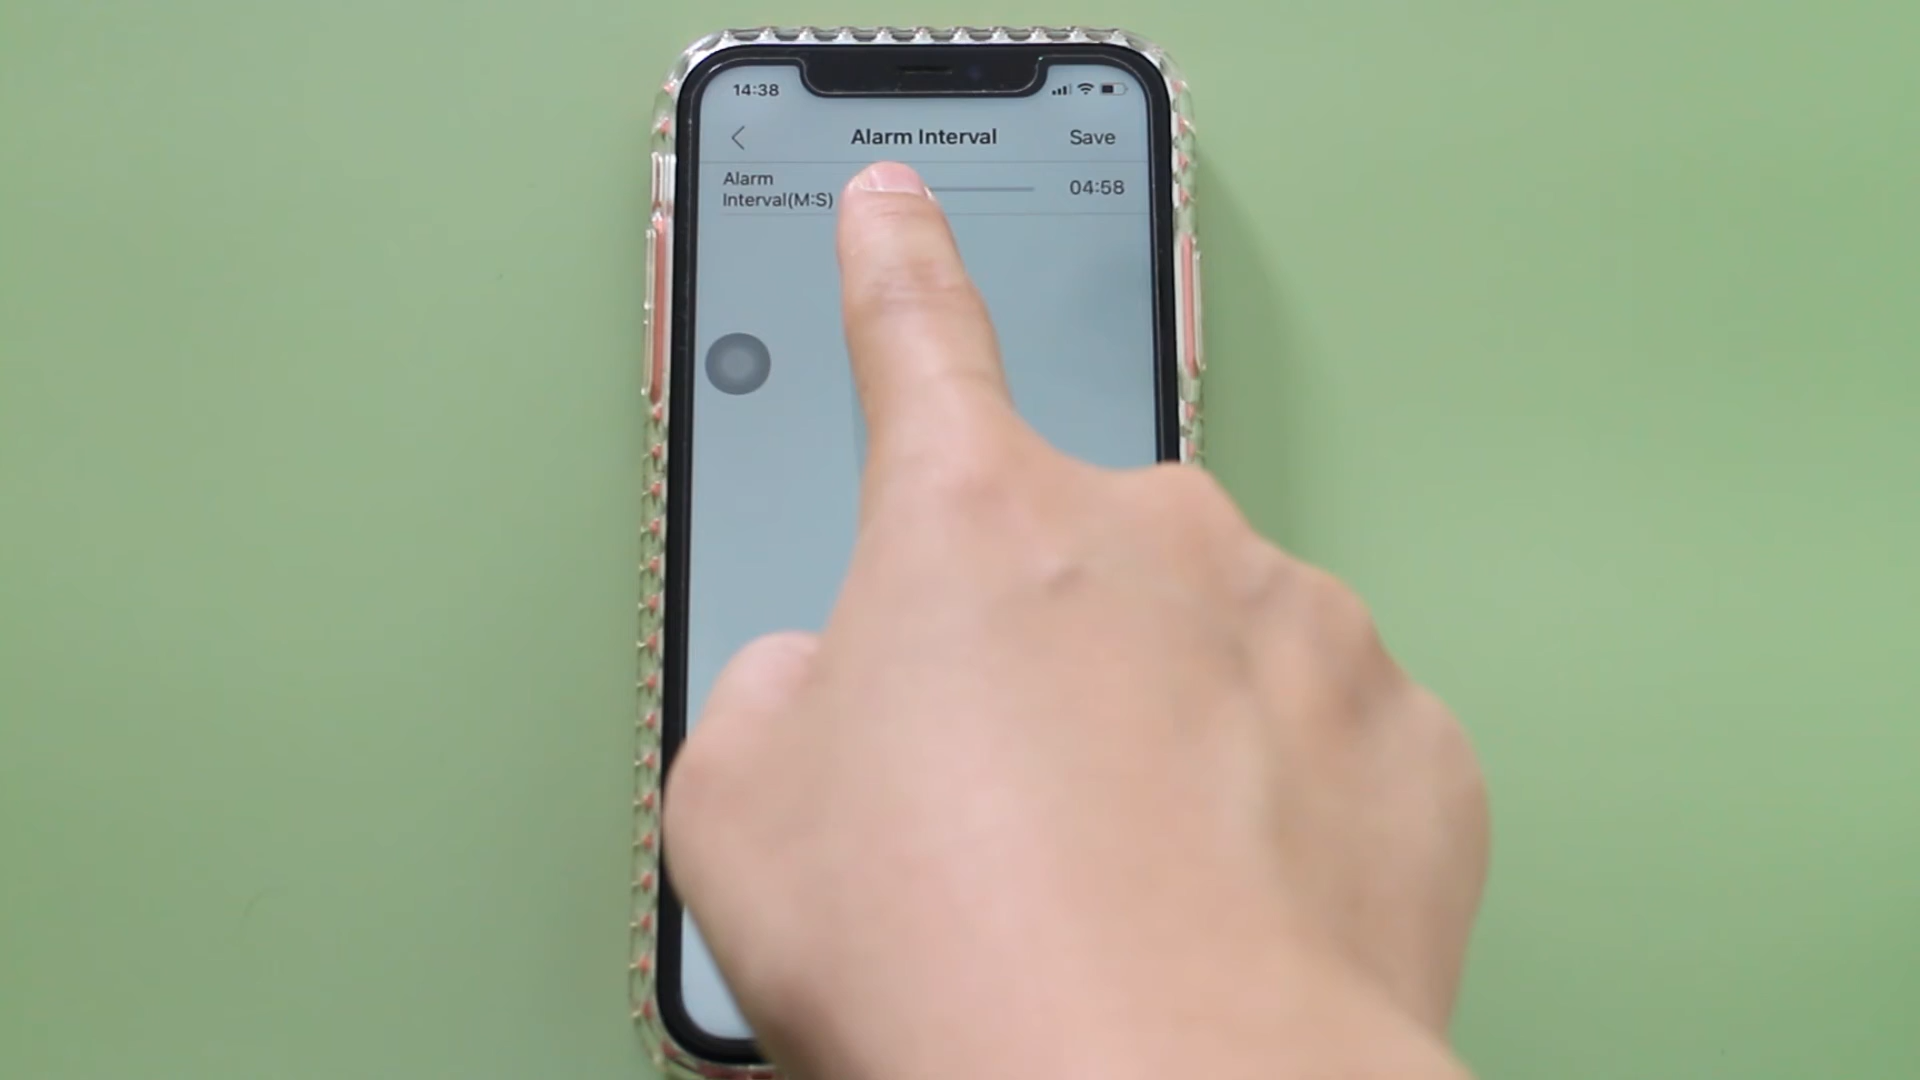 14:38
Alarm Interval
Save
Alarm
Interval(M:S)
04:58